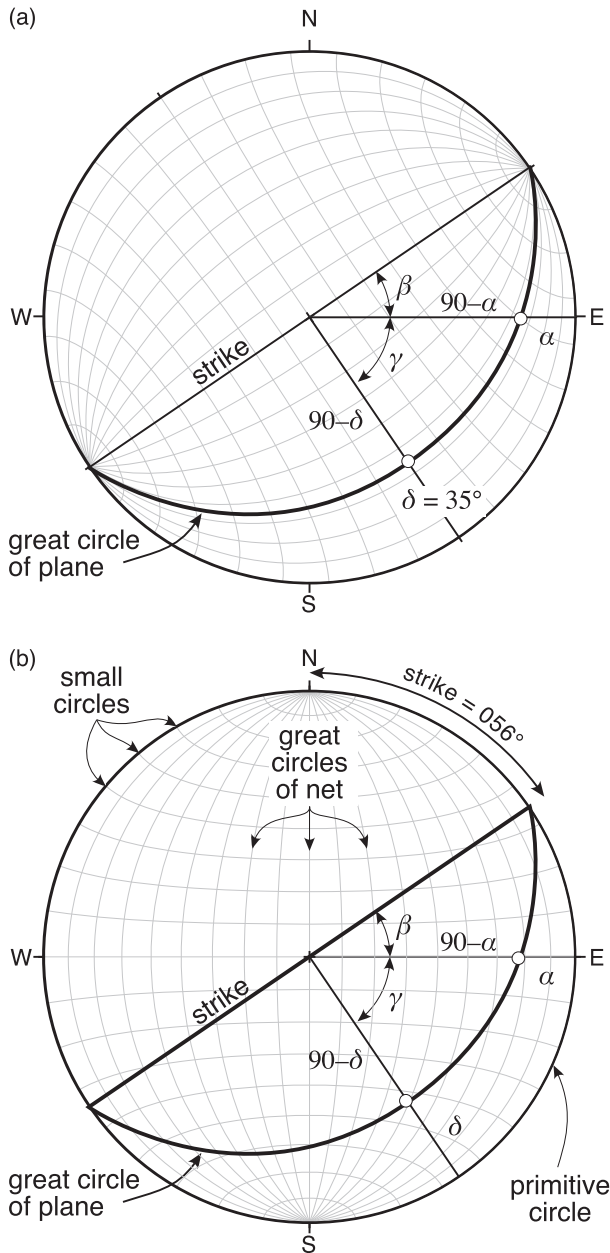 (a)
N
W
E
S
β
90–α
α
strike
γ
90–δ
δ = 35°
great circle
of plane
(b)
N
small
circles
strike = 056°
great
circles
of net
W
E
β
90–α
α
strike
γ
90–δ
δ
great circle
of plane
primitive
circle
S